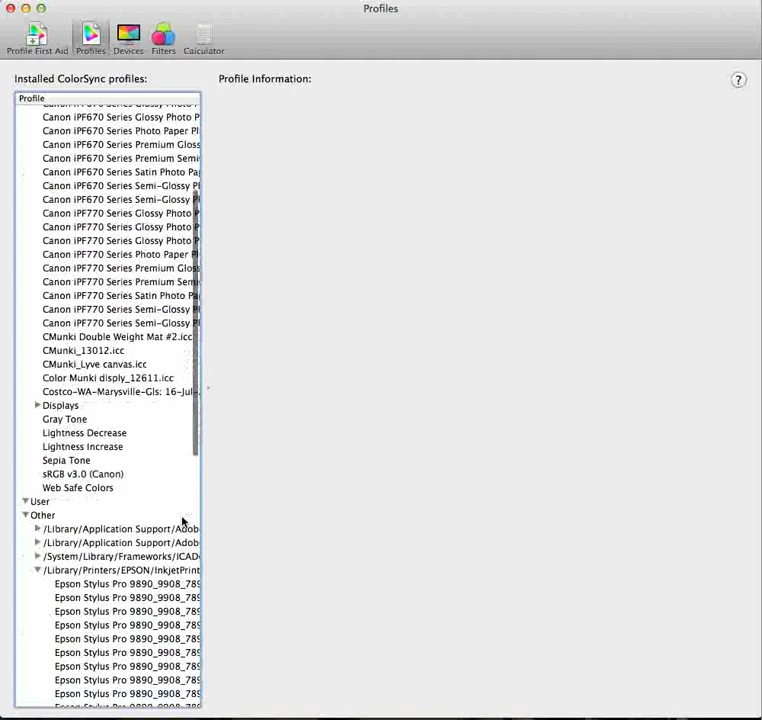 Profiles
Profile First Aid
Profiles
Devices
Filters
Calculator
Installed ColorSync profiles:
Profile Information:
?
Profile
Canon iPF670 Series Glossy Photo P
Canon iPF670 Series Photo Paper Pl
Canon iPF670 Series Premium Gloss
Canon iPF670 Series Premium Semi
Canon iPF670 Series Satin Photo Pa
Canon iPF670 Series Semi-Glossy P
Canon iPF670 Series Semi-Glossy P
Canon iPF770 Series Glossy Photo P
Canon iPF770 Series Glossy Photo P
Canon iPF770 Series Glossy Photo P
Canon iPF770 Series Photo Paper Pl
Canon iPF770 Series Premium Gloss
Canon iPF770 Series Premium Semi
Canon iPF770 Series Satin Photo Pa
Canon iPF770 Series Semi-Glossy P
Canon iPF770 Series Semi-Glossy P
CMunki Double Weight Mat #2.icc
CMunki_13012.icc
CMunki_Lyve canvas.icc
Color Munki disply_12611.icc
Costco-WA-Marysville-Gls: 16-Jul-
Displays
Gray Tone
Lightness Decrease
Lightness Increase
Sepia Tone
sRGB v3.0 (Canon)
Web Safe Colors
User
Other
/Library/Application Support/Adob
/Library/Application Support/Adob
/System/Library/Frameworks/ICAD
/Library/Printers/EPSON/InkjetPrint
Epson Stylus Pro 9890_9908_789
Epson Stylus Pro 9890_9908_789
Epson Stylus Pro 9890_9908_789
Epson Stylus Pro 9890_9908_789
Epson Stylus Pro 9890_9908_789
Epson Stylus Pro 9890_9908_789
Epson Stylus Pro 9890_9908_789
Epson Stylus Pro 9890_9908_789
Epson Stylus Pro 9890_9908_789